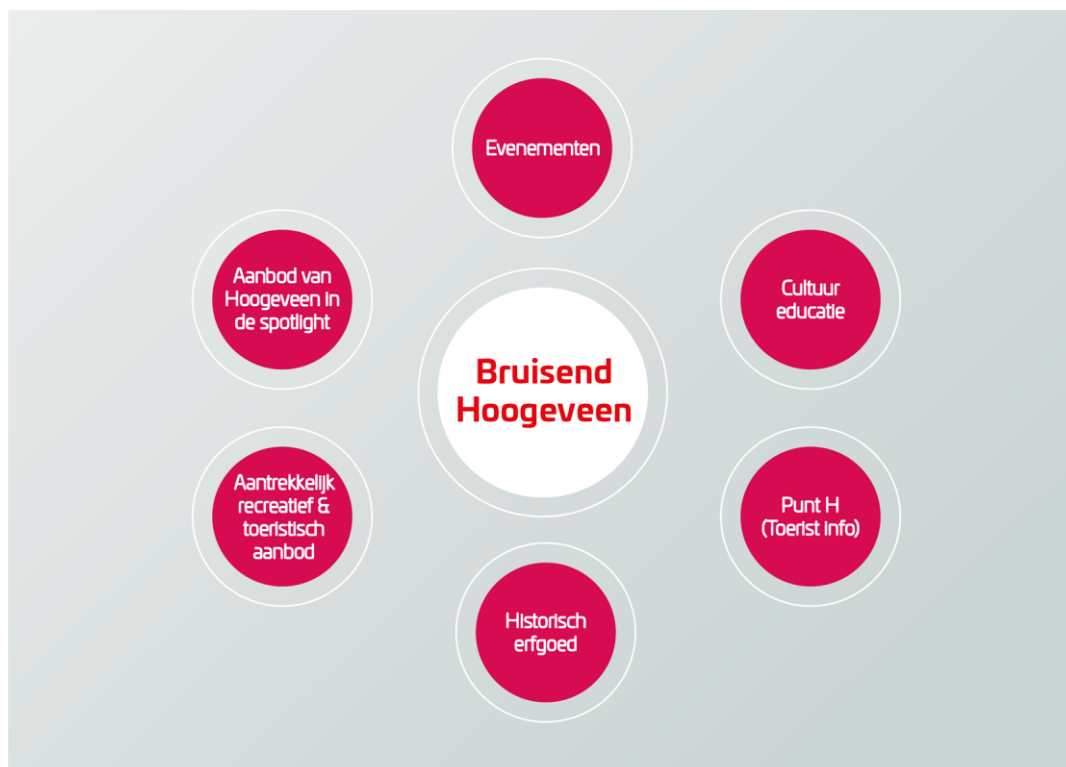 Evenementen
Aanbod van
Hoogeveen in
de spotlight
Cultuur
educatie
Bruisend
Hoogeveen
Aantrekkelijk
recreatief &
toeristisch
aanbod
Punt H
(Toerist info)
Historisch
erfgoed